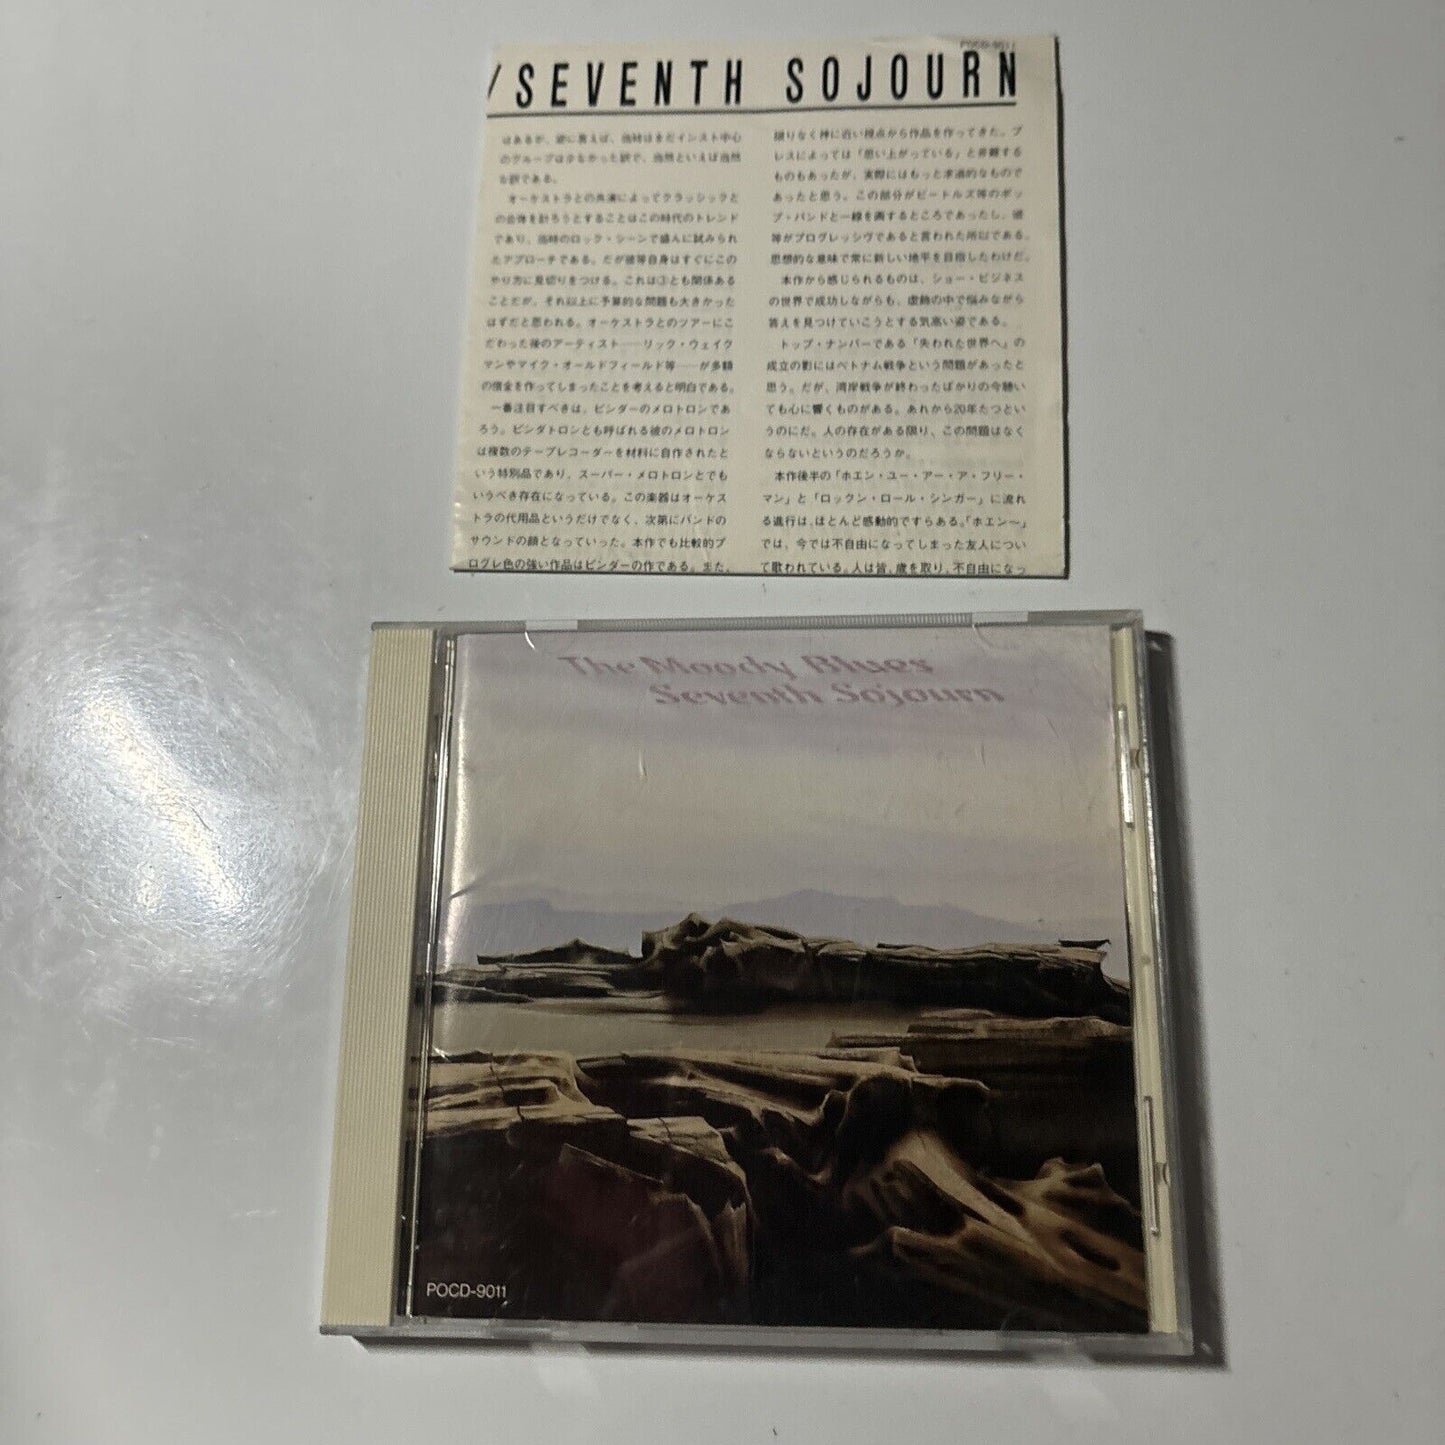 POCD-9011
/SEVENTH SOJOURN
はあるが、逆に言えば、当時はまだインスト中心
のグループは少なかった訳で、当然といえば当然
な訳である。
オーケストラとの共演によってクラッシックと
の合体を計ろうとすることはこの時代のトレンド
であり、当時のロック・シーンで盛んに試みられ
たアプローチである。だが彼等自身はすぐにこの
やり方に見切りをつける。これは③とも関係ある
ことだが、それ以上に予算的な問題も大きかった
はずだと思われる。オーケストラとのツアーにこ
だわった後のアーティスト──リック・ウェイク
マンやマイク・オールドフィールド等──が多額
の借金を作ってしまったことを考えると明白である。
一番注目すべきは、ピンダーのメロトロンであ
ろう。ピンダトロンとも呼ばれる彼のメロトロン
は複数のテープレコーダーを材料に自作されたと
いう特別品であり、スーパー・メロトロンとでも
いうべき存在になっている。この楽器はオーケス
トラの代用品というだけでなく、次第にバンドの
サウンドの顔となっていった。本作でも比較的プ
ログレ色の強い作品はピンダーの作である。また、
限りなく神に近い視点から作品を作ってきた。プ
レスによっては「思い上がっている」と非難する
ものもあったが、実際にはもっと求道的なもので
あったと思う。この部分がビートルズ等のポッ
プ・バンドと一線を画するところであったし、彼
等がプログレッシヴであると言われた所以である。
思想的な意味で常に新しい地平を目指したわけだ。
本作から感じられるものは、ショー・ビジネス
の世界で成功しながらも、虚飾の中で悩みながら
答えを見つけていこうとする気高い姿である。
トップ・ナンバーである「失われた世界へ」の
成立の影にはベトナム戦争という問題があったと
思う。だが、湾岸戦争が終わったばかりの今聴い
ても心に響くものがある。あれから20年たつとい
うのにだ。人の存在がある限り、この問題はなく
ならないというのだろうか。
本作後半の「ホエン・ユー・アー・ア・フリー・
マン」と「ロックン・ロール・シンガー」に流れ
る進行は、ほとんど感動的ですらある。「ホエン〜」
では、今では不自由になってしまった友人につい
て歌われている。人は皆、歳を取り、不自由になっ
The Moody Blues
Seventh Sojourn
POCD-9011